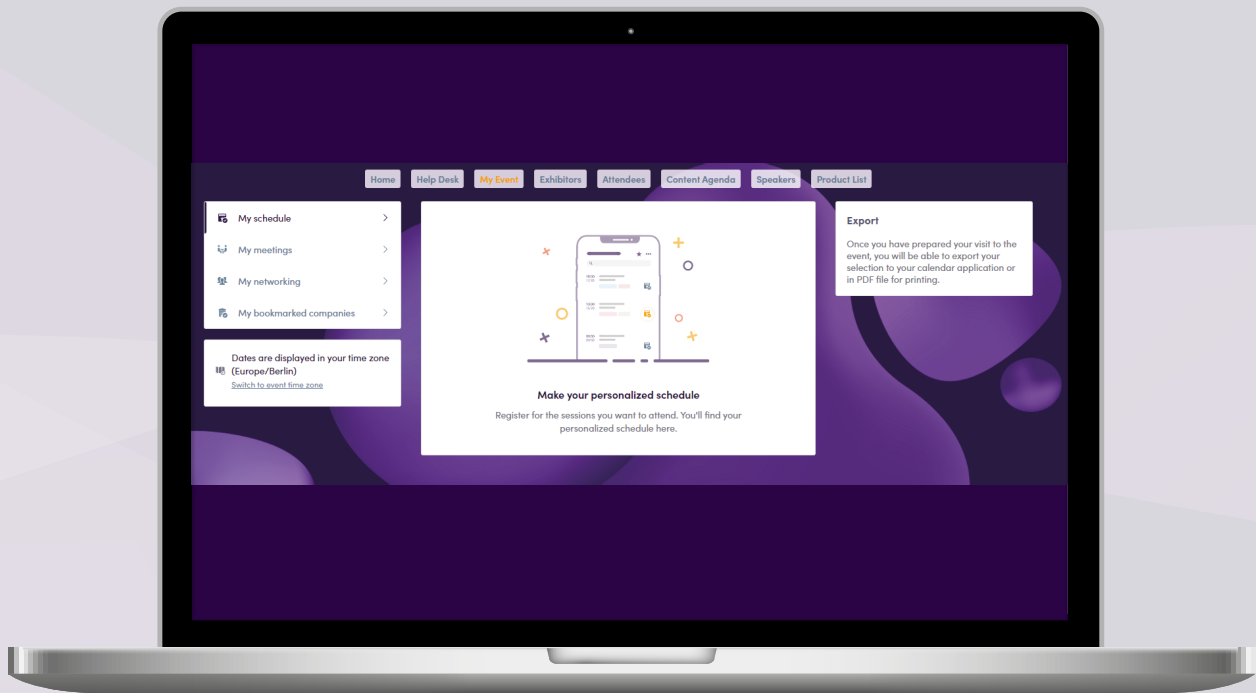 Home
Help Desk
My Event
Exhibitors
Attendees
Content Agenda
Speakers
Product List
My schedule
My meetings
My networking
My bookmarked companies
Dates are displayed in your time zone
(Europe/Berlin)
Switch to event time zone
Make your personalized schedule
Register for the sessions you want to attend. You'll find your
personalized schedule here.
Export
Once you have prepared your visit to the
event, you will be able to export your
selection to your calendar application or
in PDF file for printing.